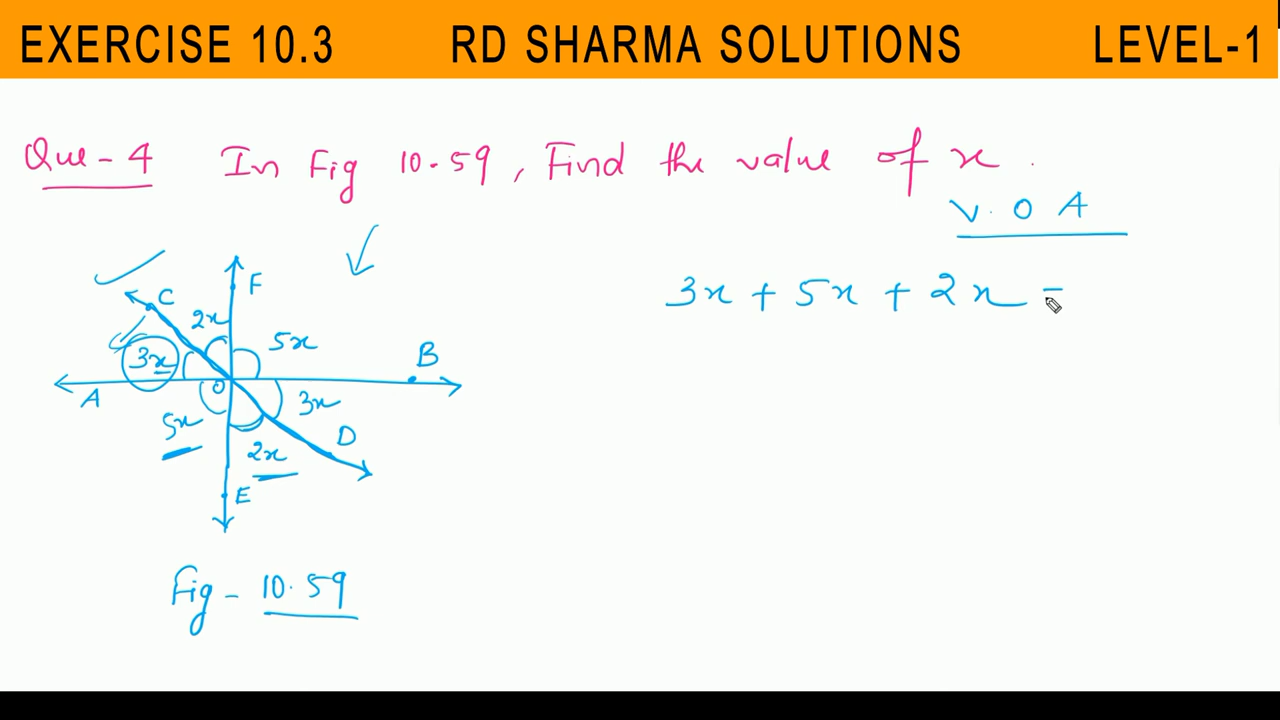 EXERCISE 10.3 RD SHARMA SOLUTIONS LEVEL-1
Que-4 In Fig 10.59, Find the value of x.
V.O A
3x + 5x + 2x =
F
C
2x
5x
3x
B
O
A
3x
5x
D
2x
E
Fig - 10.59